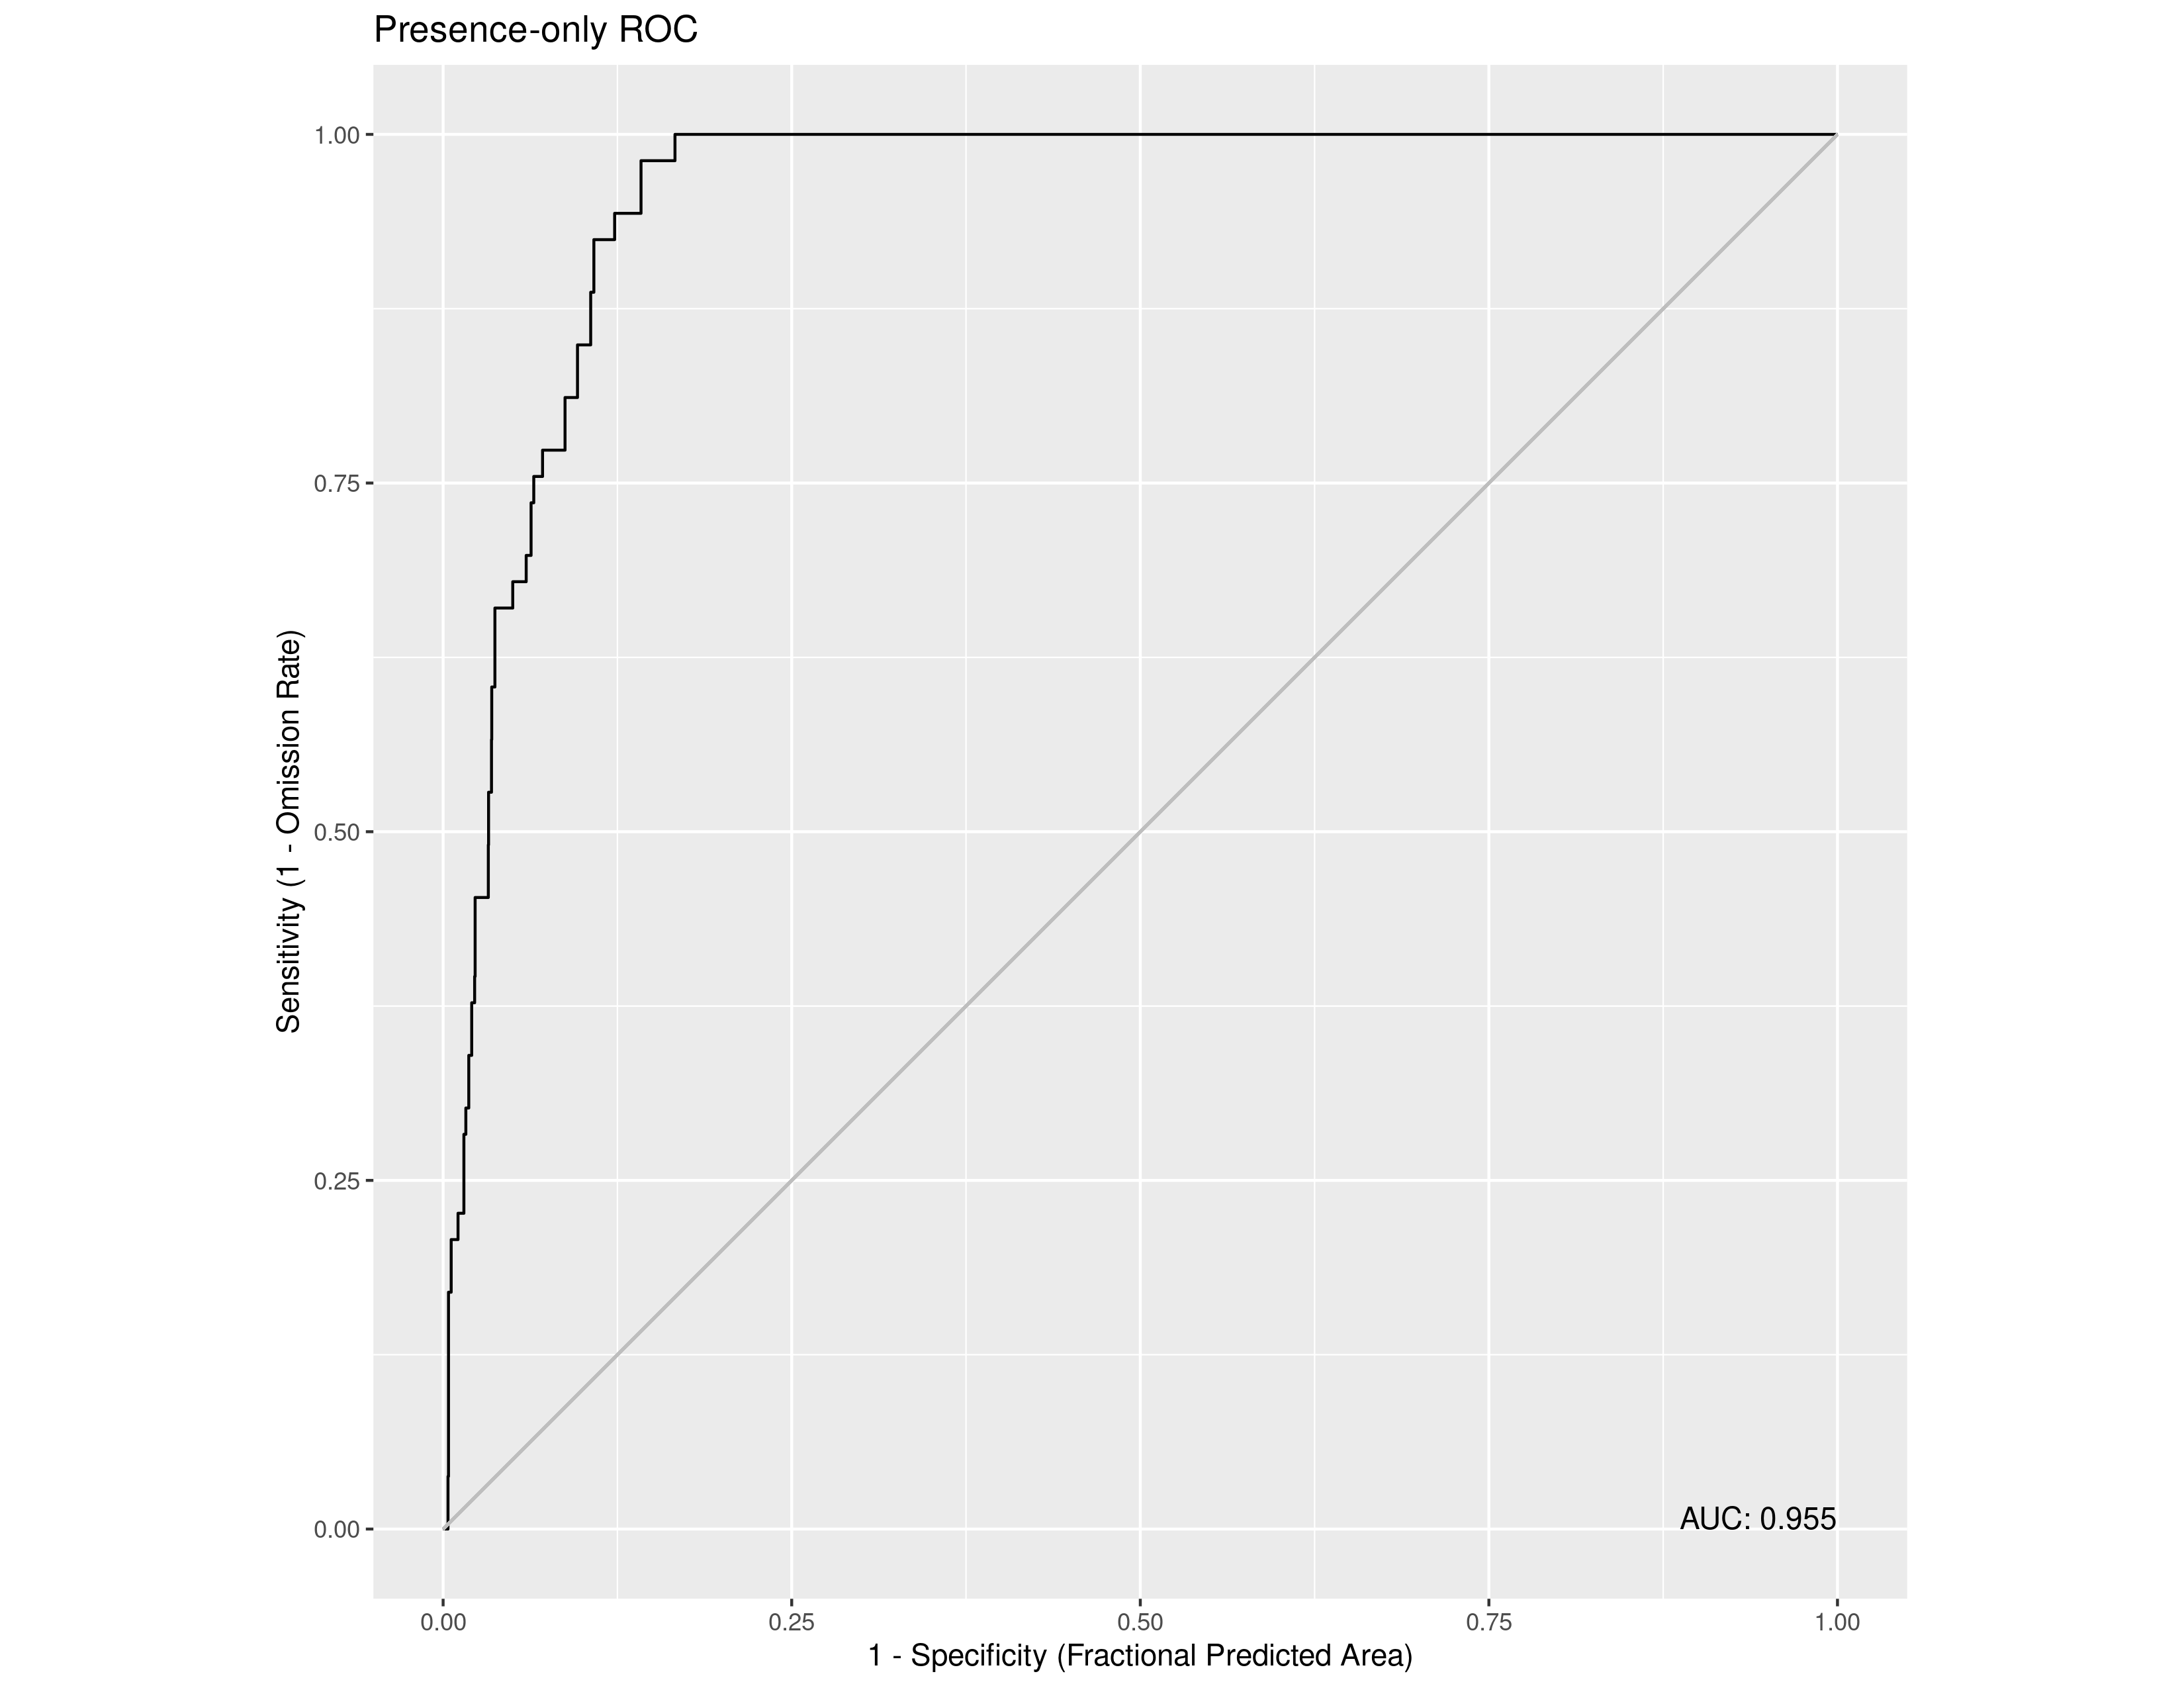 Presence-only ROC
Sensitivity (1 - Omission Rate)
1.00
0.75
0.50
0.25
0.00
AUC: 0.955
0.00 0.25 0.50 0.75 1.00
1 - Specificity (Fractional Predicted Area)